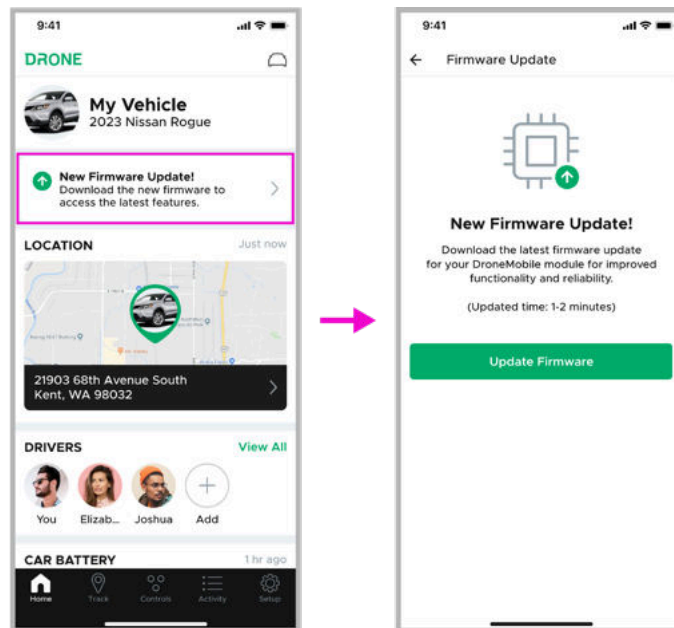 9:41
DRONE
My Vehicle
2023 Nissan Rogue
New Firmware Update!
Download the new firmware to
access the latest features.
LOCATION
Just now
21903 68th Avenue South
Kent, WA 98032
DRIVERS
View All
You
Elizab...
Joshua
Add
CAR BATTERY
1 hr ago
Home
Track
Controls
Activity
Setup
9:41
Firmware Update
New Firmware Update!
Download the latest firmware update
for your DroneMobile module for improved
functionality and reliability.
(Updated time: 1-2 minutes)
Update Firmware